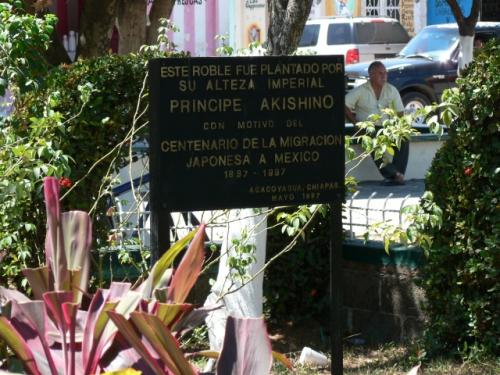 ESTE ROBLE FUE PLANTADO POR
SU ALTEZA IMPERIAL
PRINCIPE AKISHINO
CON MOTIVO DEL
CENTENARIO DE LA MIGRACION
JAPONESA A MEXICO
1897 - 1997
ACACOYAGUA, CHIAPAS
MAYO 1997